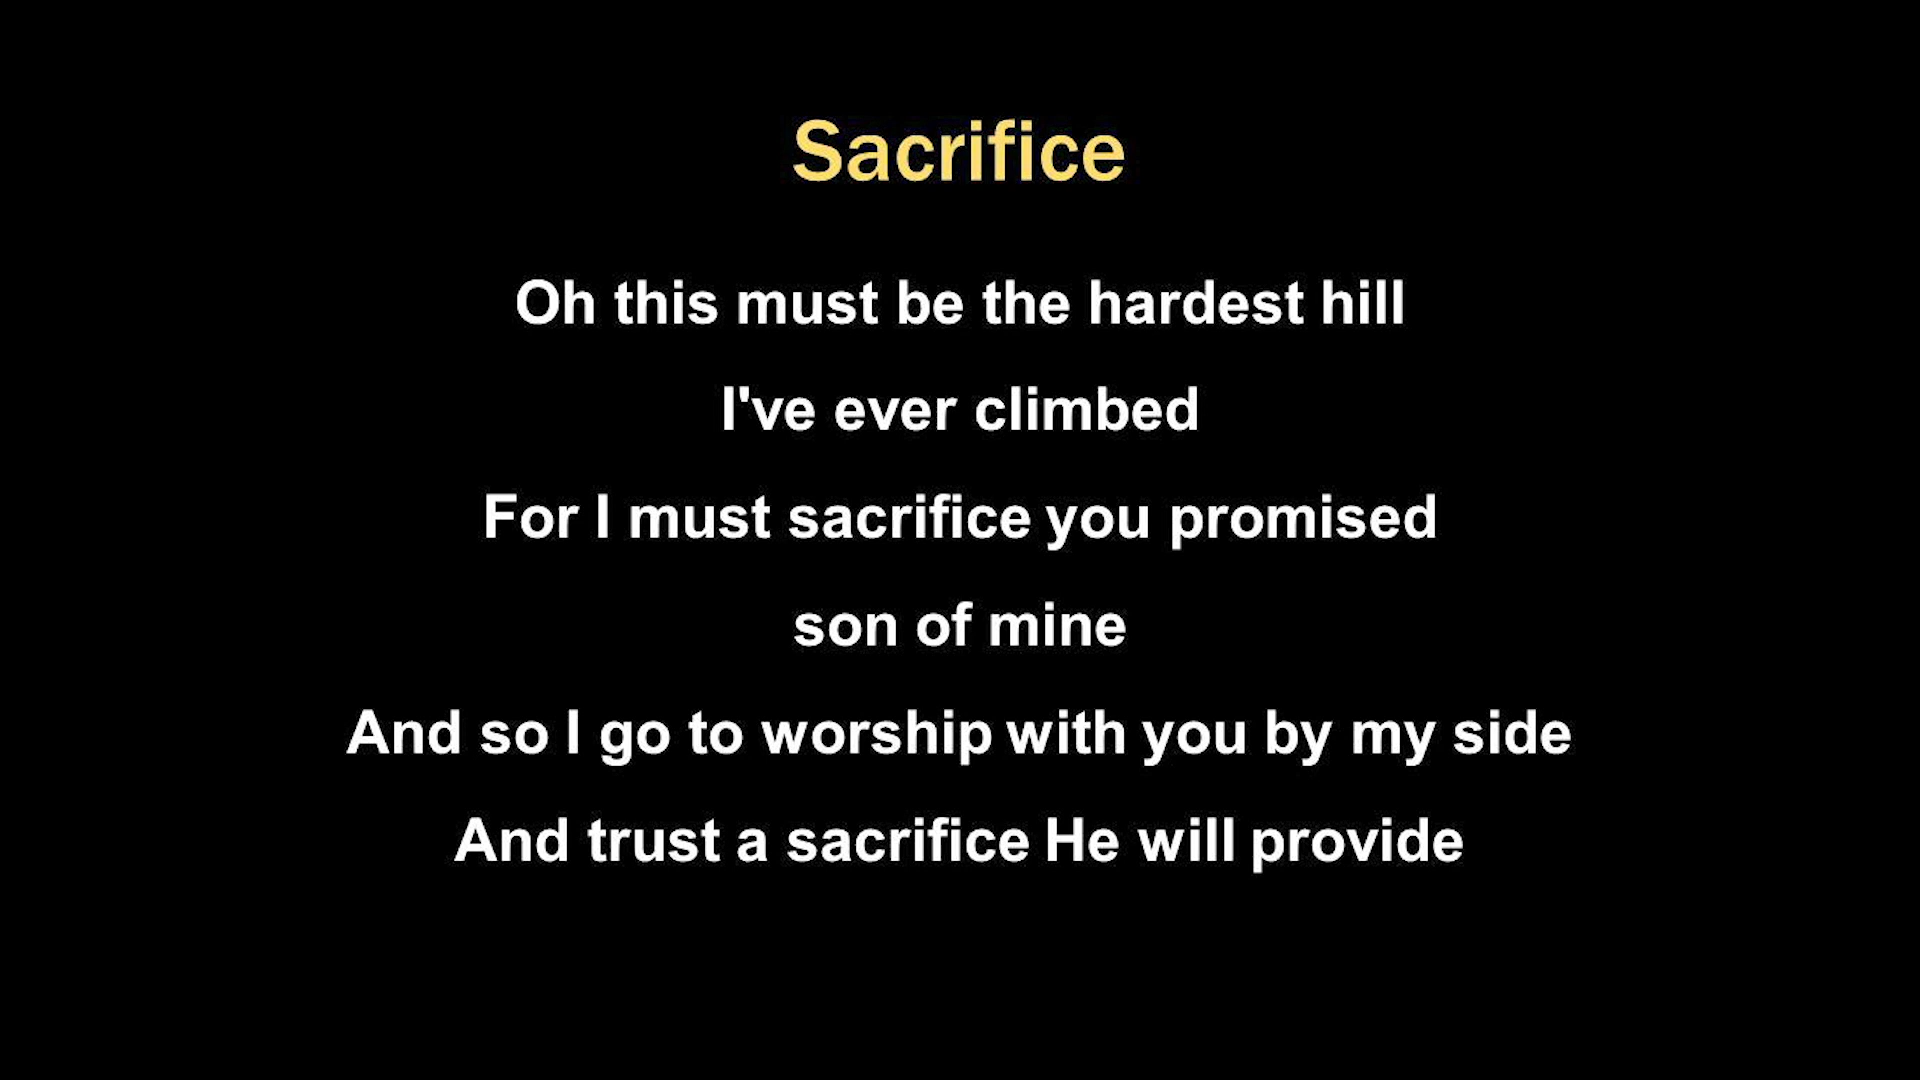 Sacrifice
Oh this must be the hardest hill
I've ever climbed
For I must sacrifice you promised
son of mine
And so I go to worship with you by my side
And trust a sacrifice He will provide